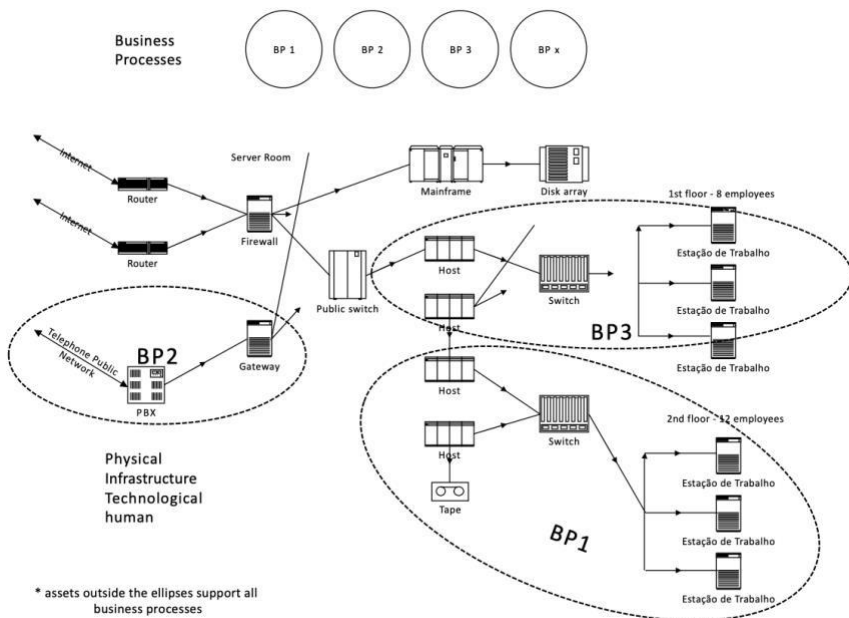 Business
Processes
BP 1
BP 2
BP 3
BP x
Internet
Router
Internet
Router
Server Room
Firewall
Mainframe
Disk array
Public switch
1st floor - 8 employees
Host
Host
Switch
Estação de Trabalho
Estação de Trabalho
Estação de Trabalho
BP3
Telephone Public
Network
BP2
PBX
Gateway
Host
Host
Switch
Tape
2nd floor - 12 employees
Estação de Trabalho
Estação de Trabalho
Estação de Trabalho
BP1
Physical
Infrastructure
Technological
human
* assets outside the ellipses support all
business processes